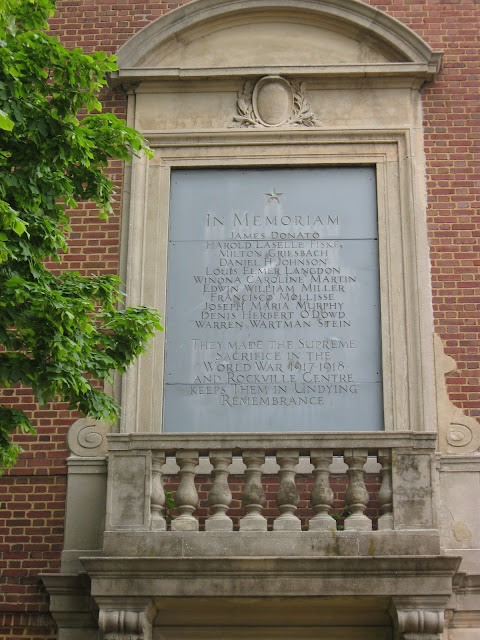 IN MEMORIAM
JAMES DONATO
HAROLD LASELLE FISKE
MILTON GRIESBACH
DANIEL H JOHNSON
LOUIS ELMER LANGDON
WINONA CAROLINE MARTIN
EDWIN WILLIAM MILLER
FRANCISCO MOLLISSE
JOSEPH MARIA MURPHY
DENIS HERBERT O'DOWD
WARREN WARTMAN STEIN
THEY MADE THE SUPREME
SACRIFICE IN THE
WORLD WAR 1917-1918
AND ROCKVILLE CENTRE
KEEPS THEM IN UNDYING
REMEMBRANCE